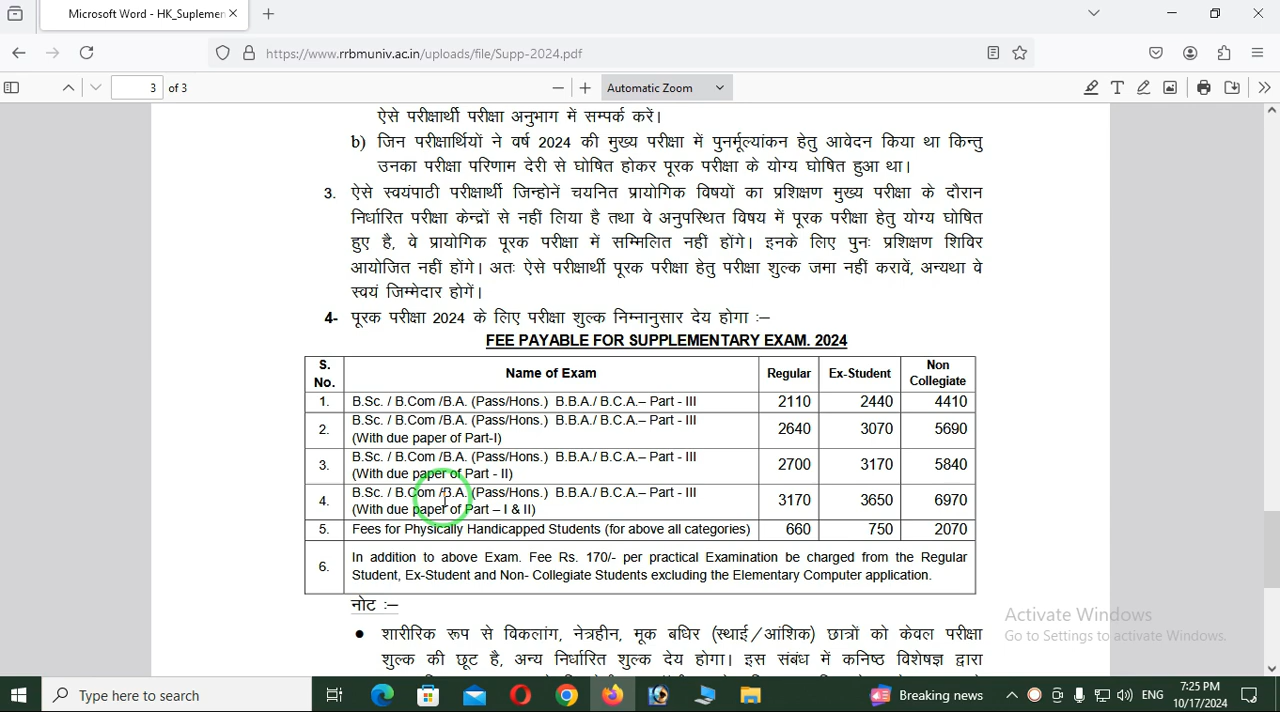 Microsoft Word - HK_Suplemen
https://www.rrbmuniv.ac.in/uploads/file/Supp-2024.pdf
3 of 3
Automatic Zoom
ऐसे परीक्षार्थी परीक्षा अनुभाग में सम्पर्क करें।
b) जिन परीक्षार्थियों ने वर्ष 2024 की मुख्य परीक्षा में पुनर्मूल्यांकन हेतु आवेदन किया था किन्तु
उनका परीक्षा परिणाम देरी से घोषित होकर पूरक परीक्षा के योग्य घोषित हुआ था।
3. ऐसे स्वयंपाठी परीक्षार्थी जिन्होनें चयनित प्रायोगिक विषयों का प्रशिक्षण मुख्य परीक्षा के दौरान
निर्धारित परीक्षा केन्द्रों से नहीं लिया है तथा वे अनुपस्थित विषय में पूरक परीक्षा हेतु योग्य घोषित
हुए है, वे प्रायोगिक पूरक परीक्षा में सम्मिलित नहीं होंगे। इनके लिए पुनः प्रशिक्षण शिविर
आयोजित नहीं होंगे। अतः ऐसे परीक्षार्थी पूरक परीक्षा हेतु परीक्षा शुल्क जमा नहीं करावें, अन्यथा वे
स्वयं जिम्मेदार होगें।
4- पूरक परीक्षा 2024 के लिए परीक्षा शुल्क निम्नानुसार देय होगा :–
FEE PAYABLE FOR SUPPLEMENTARY EXAM. 2024
S. No. Name of Exam Regular Ex-Student Non Collegiate
1. B.Sc. / B.Com /B.A. (Pass/Hons.) B.B.A./ B.C.A.– Part - III 2110 2440 4410
2. B.Sc. / B.Com /B.A. (Pass/Hons.) B.B.A./ B.C.A.– Part - III 2640 3070 5690
(With due paper of Part-I)
3. B.Sc. / B.Com /B.A. (Pass/Hons.) B.B.A./ B.C.A.– Part - III 2700 3170 5840
(With due paper of Part - II)
4. B.Sc. / B.Com /B.A. (Pass/Hons.) B.B.A./ B.C.A.– Part - III 3170 3650 6970
(With due paper of Part – I & II)
5. Fees for Physically Handicapped Students (for above all categories) 660 750 2070
6. In addition to above Exam. Fee Rs. 170/- per practical Examination be charged from the Regular
Student, Ex-Student and Non- Collegiate Students excluding the Elementary Computer application.
नोट :–
● शारीरिक रूप से विकलांग, नेत्रहीन, मूक बधिर (स्थाई/आंशिक) छात्रों को केवल परीक्षा
शुल्क की छूट है, अन्य निर्धारित शुल्क देय होगा। इस संबंध में कनिष्ठ विशेषज्ञ द्वारा
Activate Windows
Go to Settings to activate Windows.
Type here to search
Breaking news
ENG
7:25 PM
10/17/2024